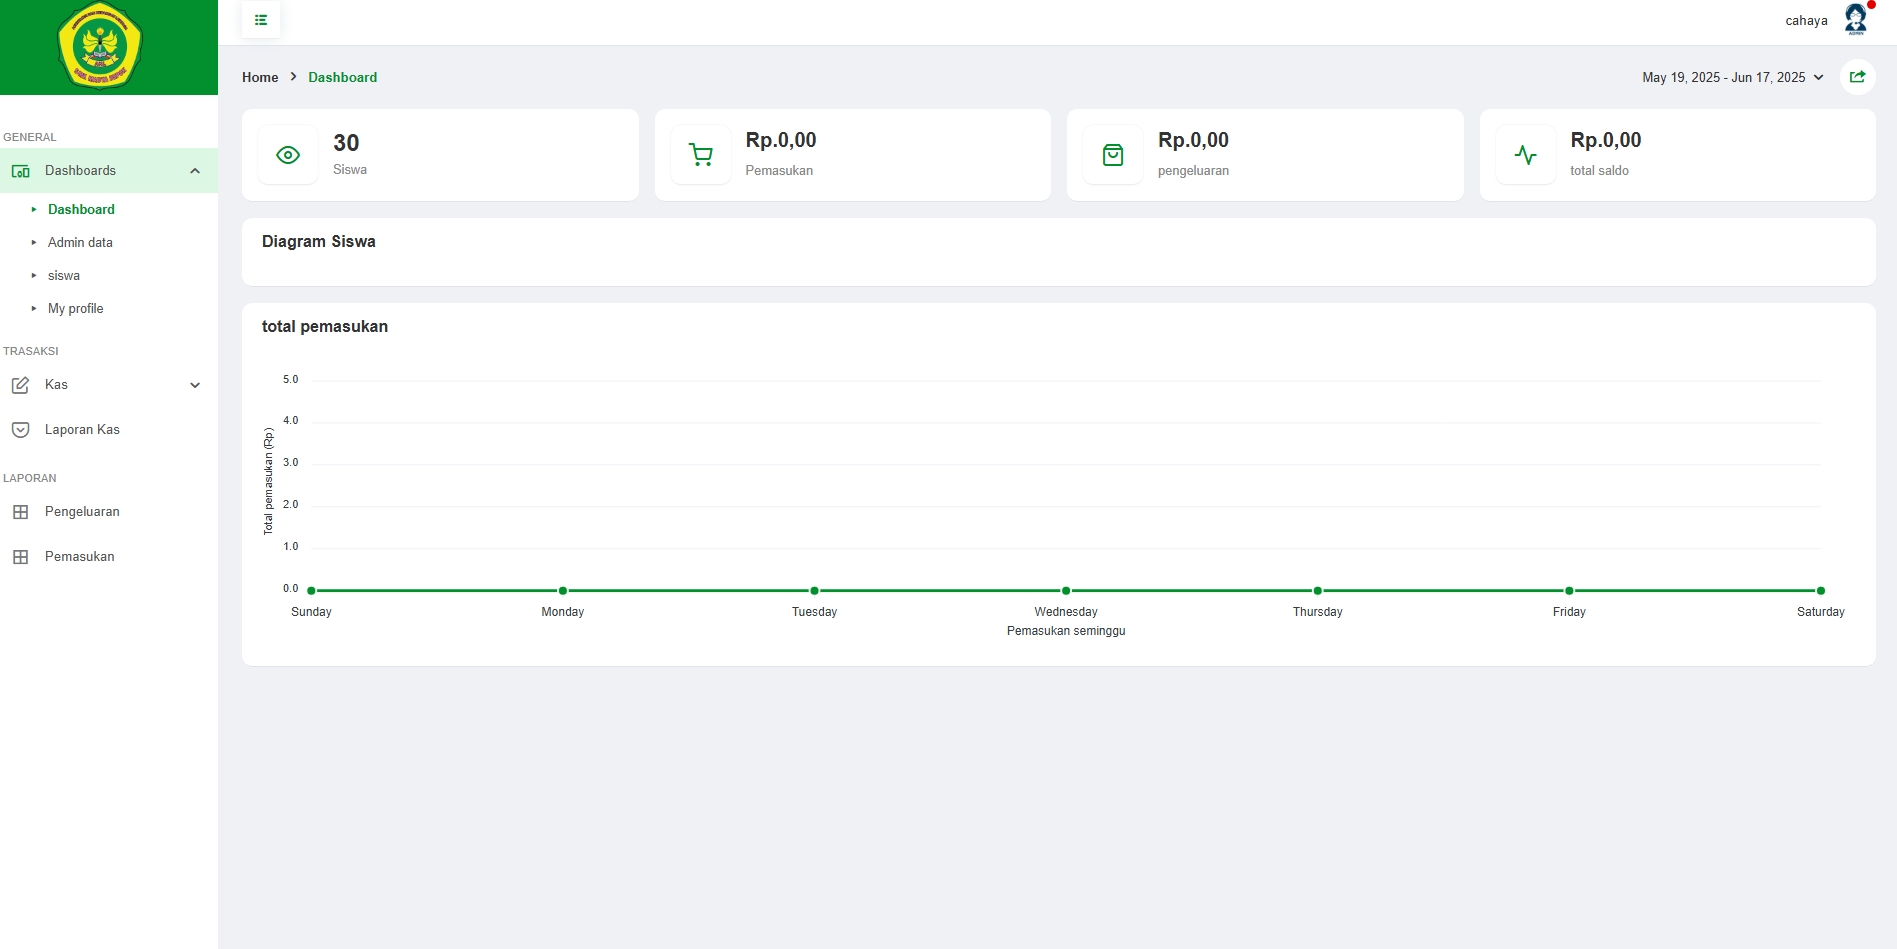 cahaya
ADMIN
Home > Dashboard
May 19, 2025 - Jun 17, 2025
GENERAL
Dashboards
Dashboard
Admin data
siswa
My profile
TRASAKSI
Kas
Laporan Kas
LAPORAN
Pengeluaran
Pemasukan
30
Siswa
Rp.0,00
Pemasukan
Rp.0,00
pengeluaran
Rp.0,00
total saldo
Diagram Siswa
total pemasukan
Total pemasukan (Rp)
5.0
4.0
3.0
2.0
1.0
0.0
Sunday Monday Tuesday Wednesday Thursday Friday Saturday
Pemasukan seminggu